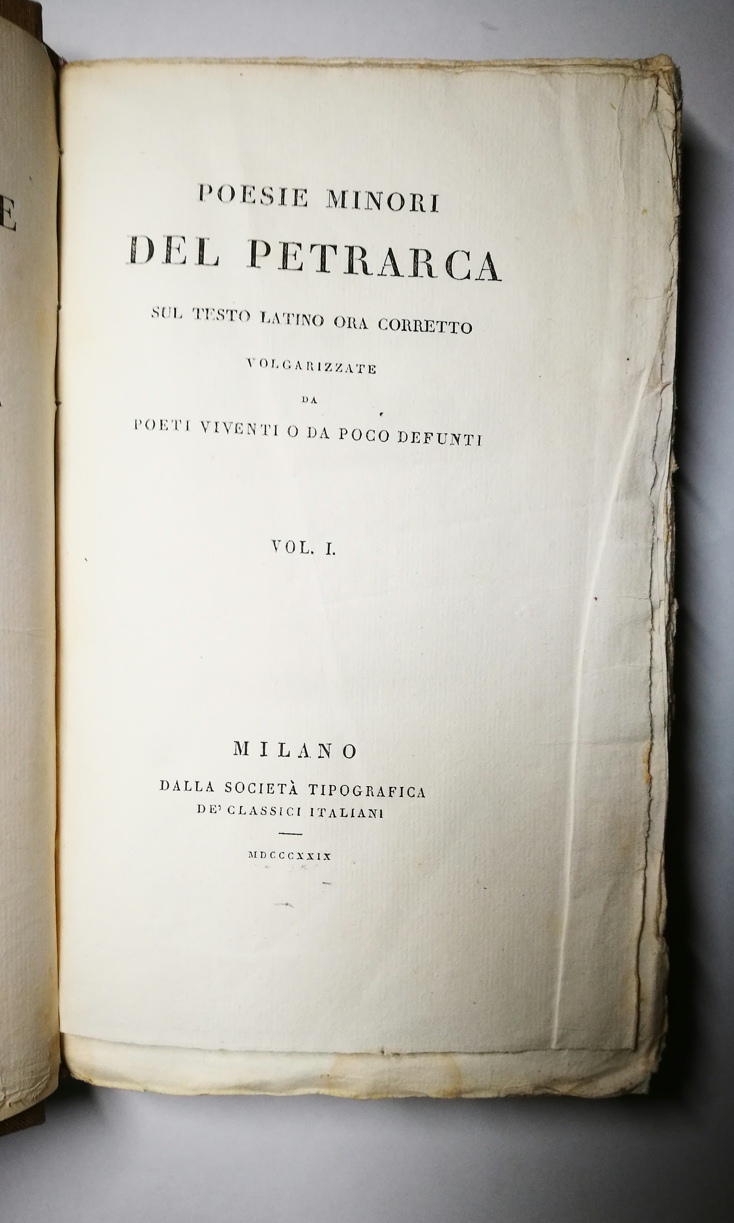 POESIE MINORI
DEL PETRARCA
SUL TESTO LATINO ORA CORRETTO
VOLGARIZZATE
DA
POETI VIVENTI O DA POCO DEFUNTI
VOL. I.
MILANO
DALLA SOCIETÀ TIPOGRAFICA
DE' CLASSICI ITALIANI
MDCCCXXIX